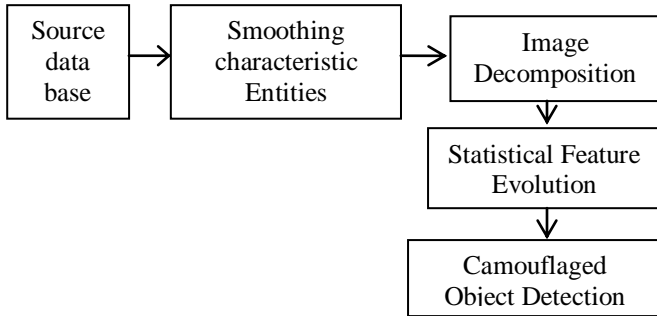 Source
data
base
Smoothing
characteristic
Entities
Image
Decomposition
Statistical Feature
Evolution
Camouflaged
Object Detection